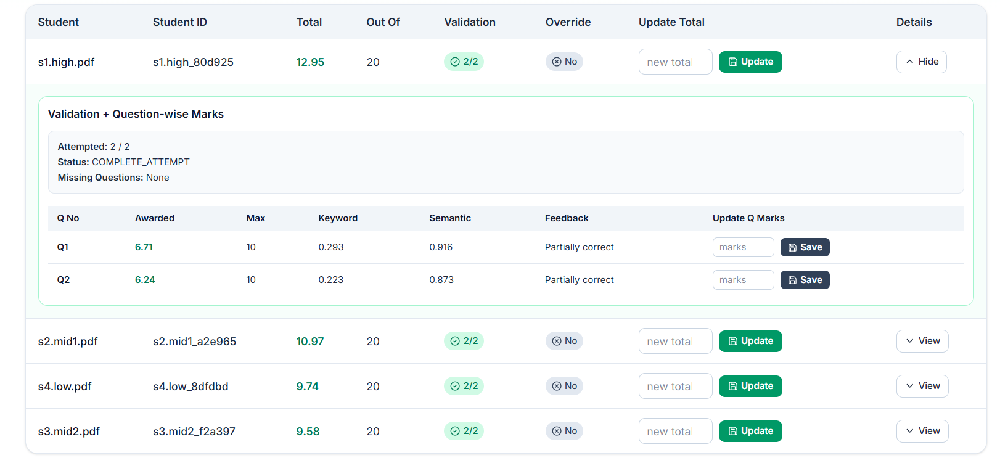 Student Student ID Total Out Of Validation Override Update Total Details
s1.high.pdf s1.high_80d925 12.95 20 2/2 No new total Update Hide
Validation + Question-wise Marks
Attempted: 2 / 2
Status: COMPLETE_ATTEMPT
Missing Questions: None
Q No Awarded Max Keyword Semantic Feedback Update Q Marks
Q1 6.71 10 0.293 0.916 Partially correct marks Save
Q2 6.24 10 0.223 0.873 Partially correct marks Save
s2.mid1.pdf s2.mid1_a2e965 10.97 20 2/2 No new total Update View
s4.low.pdf s4.low_8dfdbd 9.74 20 2/2 No new total Update View
s3.mid2.pdf s3.mid2_f2a397 9.58 20 2/2 No new total Update View